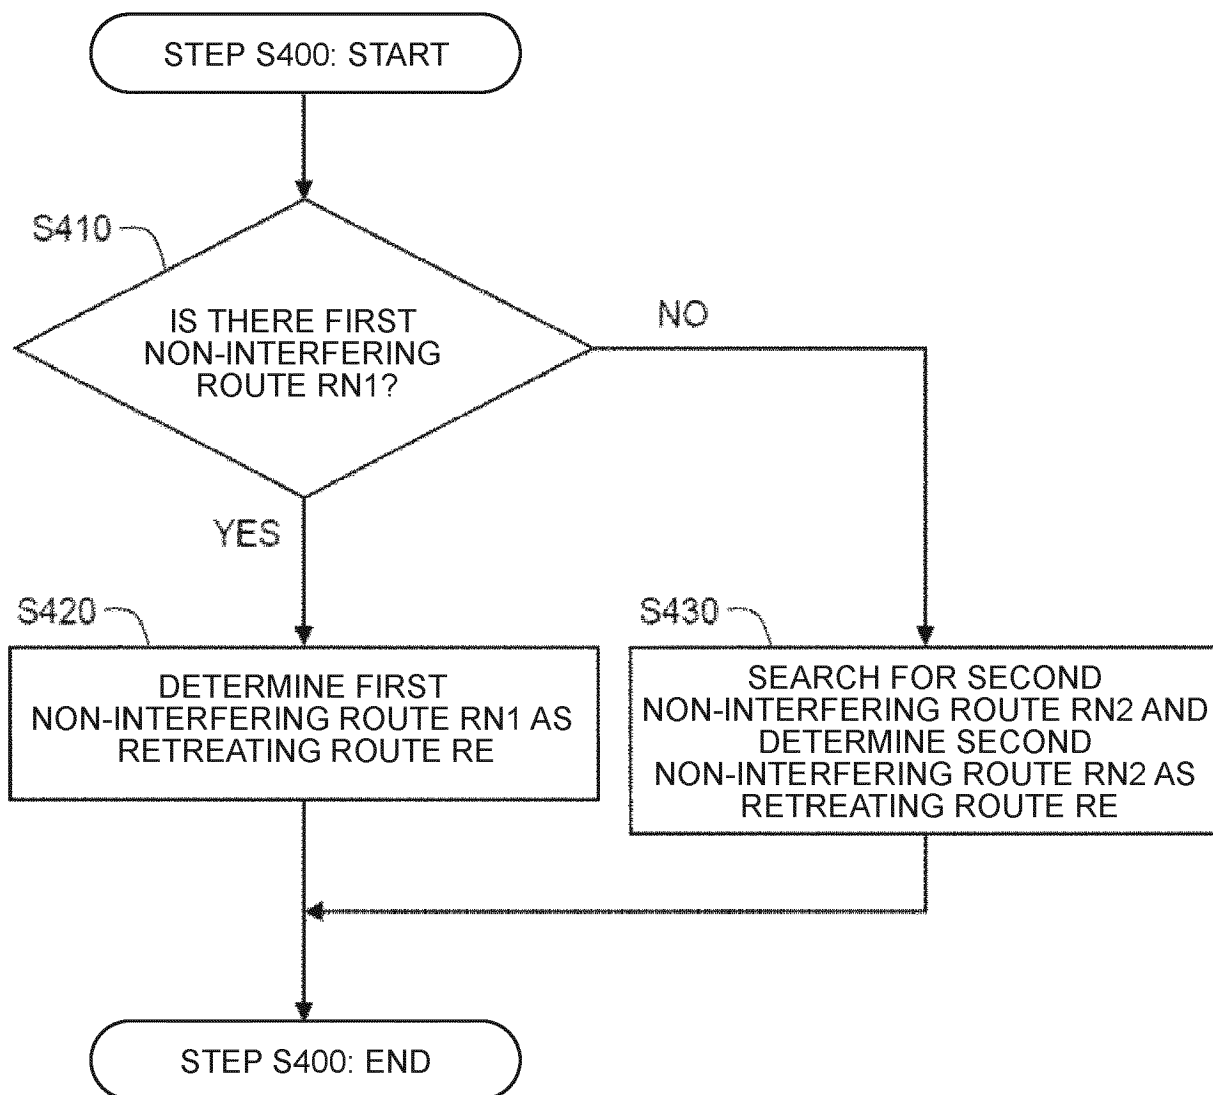 STEP S400: START
S410
IS THERE FIRST
NON-INTERFERING
ROUTE RN1?
NO
YES
S420
DETERMINE FIRST
NON-INTERFERING ROUTE RN1 AS
RETREATING ROUTE RE
S430
SEARCH FOR SECOND
NON-INTERFERING ROUTE RN2 AND
DETERMINE SECOND
NON-INTERFERING ROUTE RN2 AS
RETREATING ROUTE RE
STEP S400: END